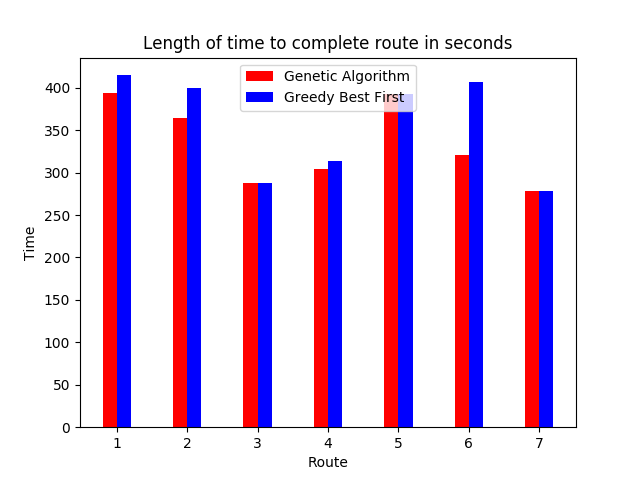 Length of time to complete route in seconds
Genetic Algorithm
Greedy Best First
400
350
300
250
200
150
100
50
0
Time
1 2 3 4 5 6 7
Route